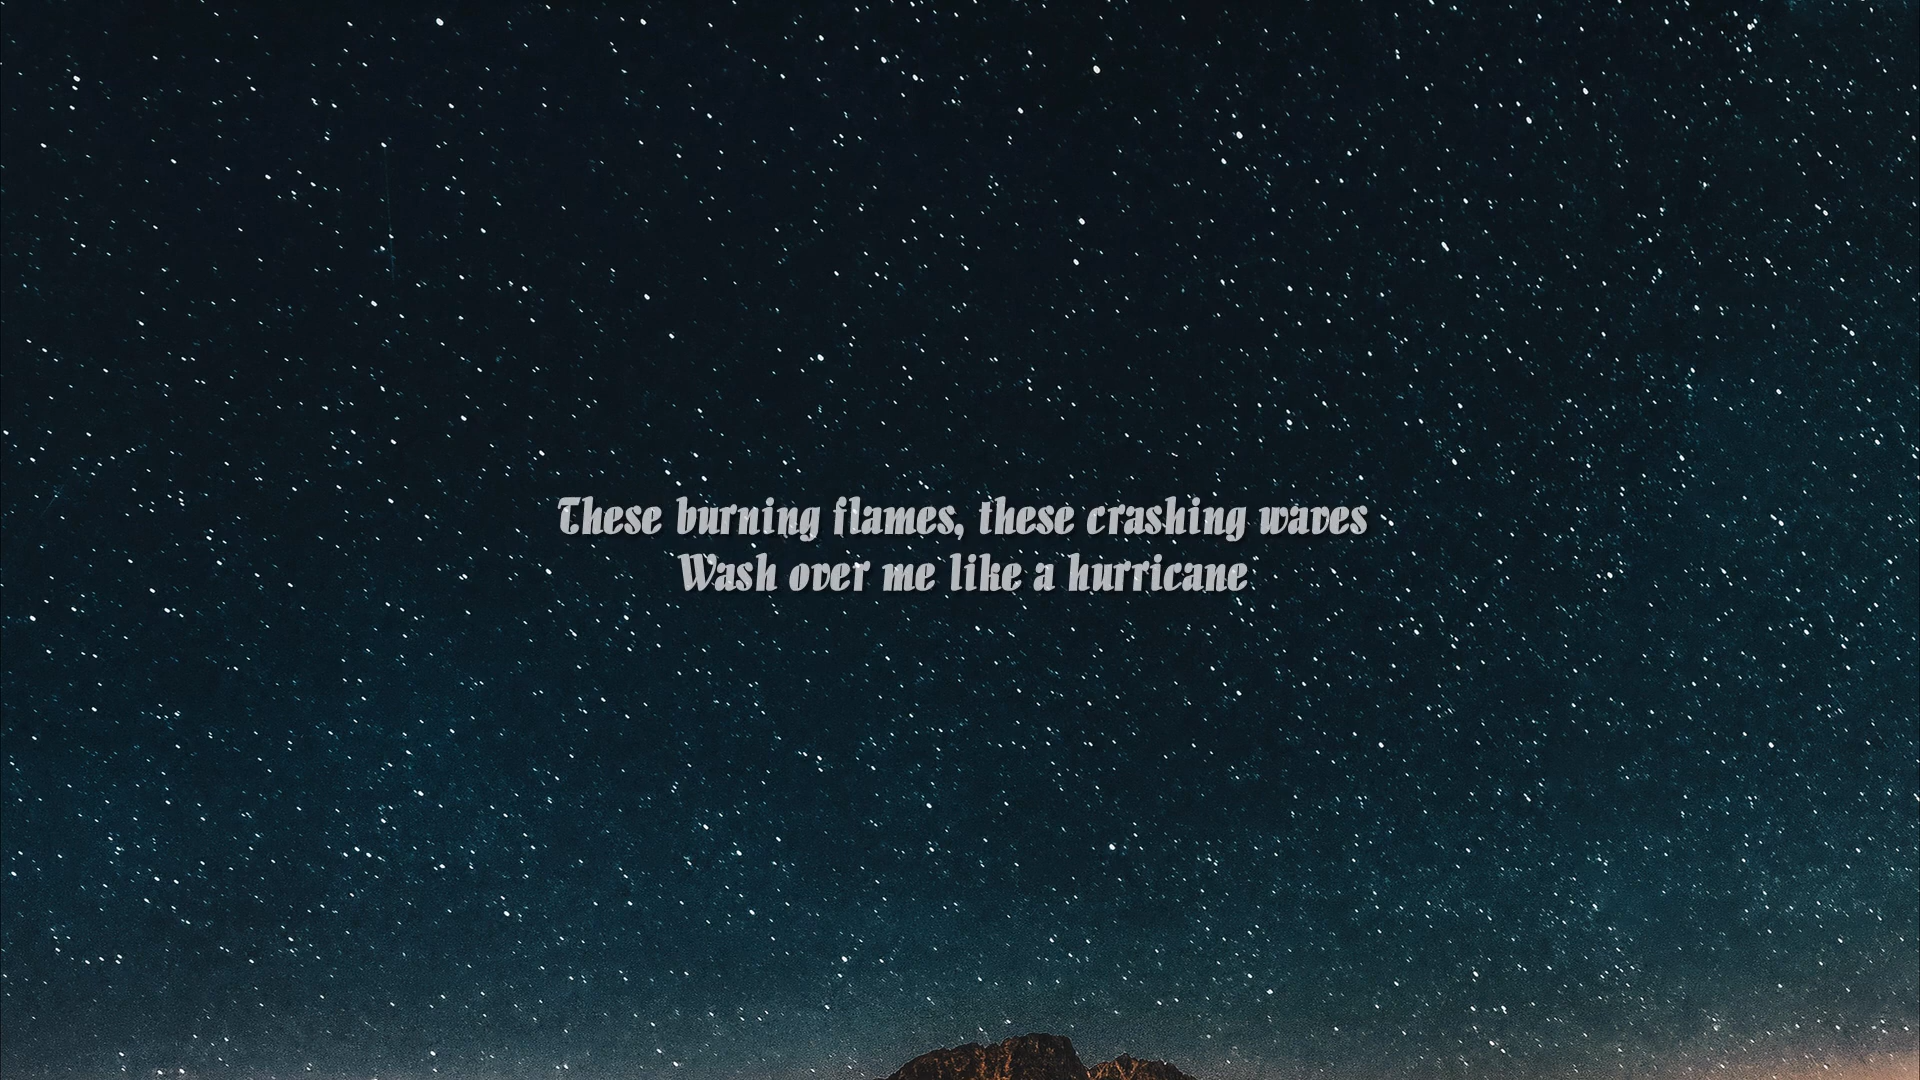 These burning flames, these crashing waves
Wash over me like a hurricane